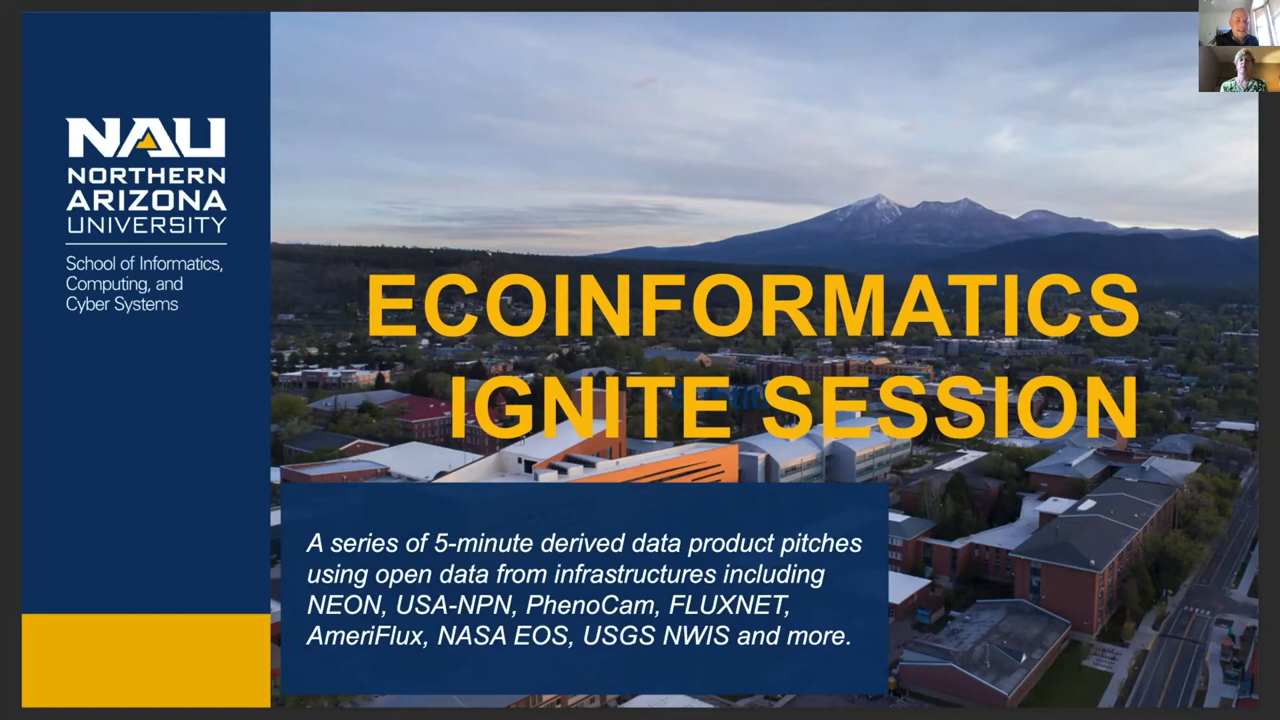 NAU
NORTHERN
ARIZONA
UNIVERSITY
School of Informatics,
Computing, and
Cyber Systems
ECOINFORMATICS
IGNITE SESSION
A series of 5-minute derived data product pitches
using open data from infrastructures including
NEON, USA-NPN, PhenoCam, FLUXNET,
AmeriFlux, NASA EOS, USGS NWIS and more.